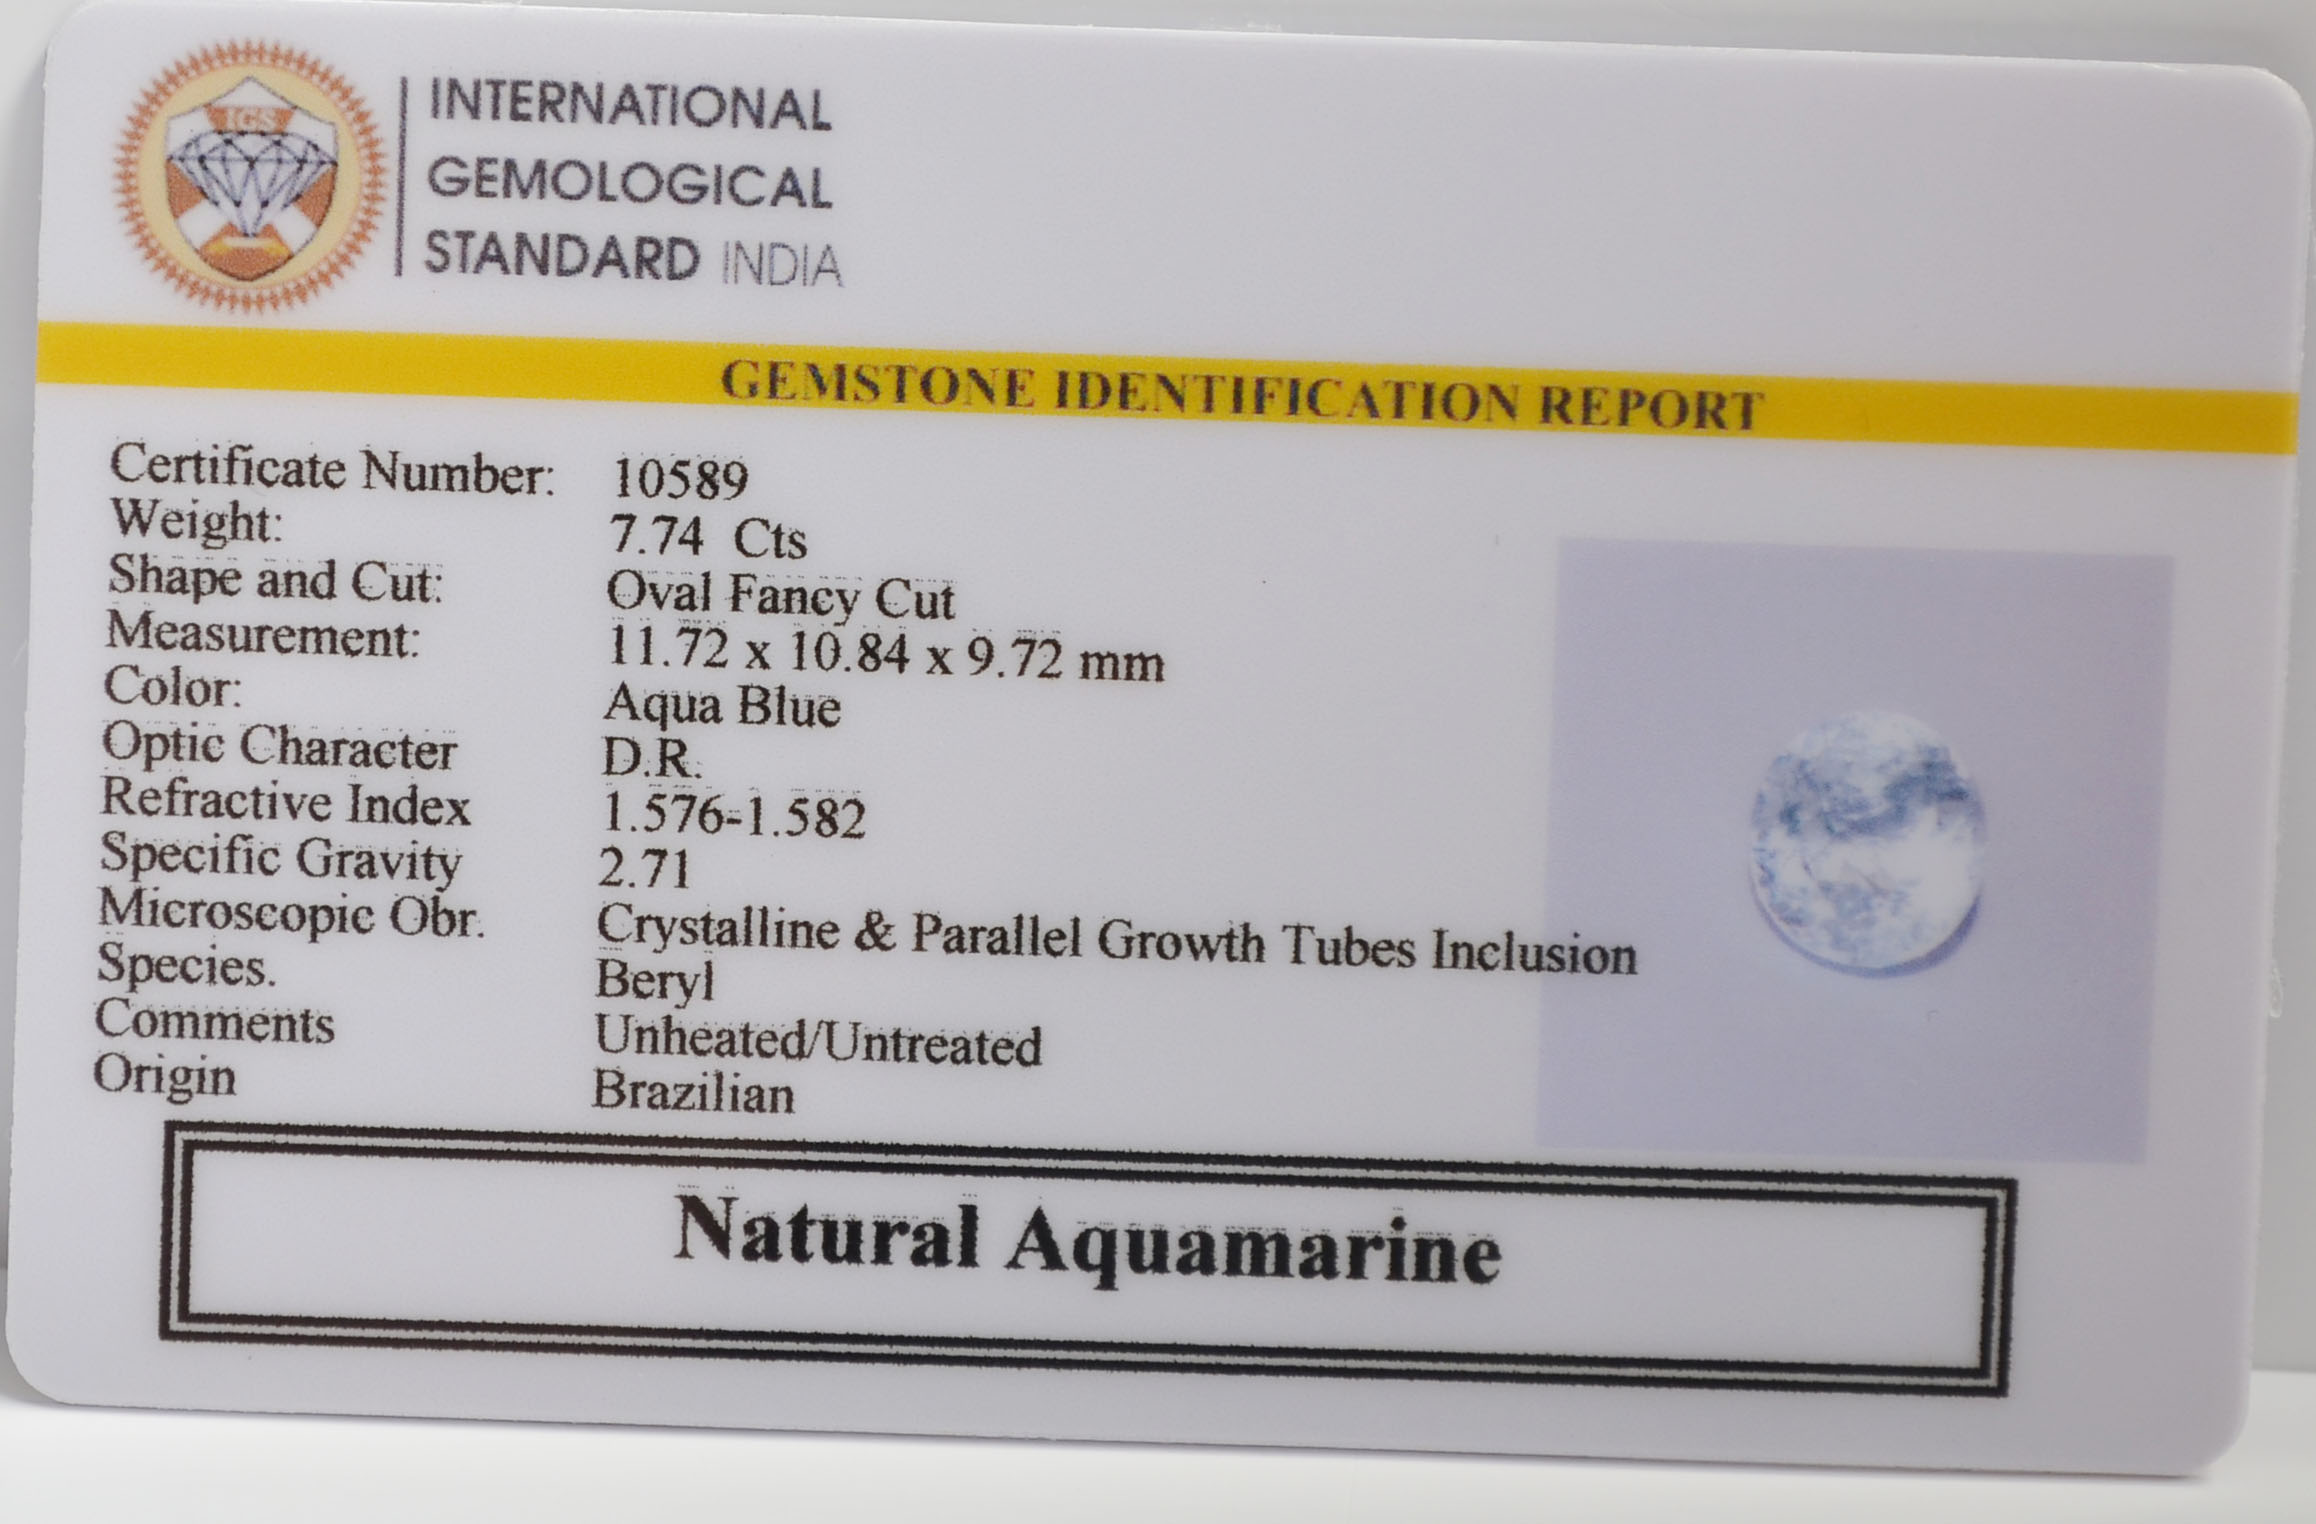 IGS
INTERNATIONAL
GEMOLOGICAL
STANDARD INDIA
GEMSTONE IDENTIFICATION REPORT
Certificate Number: 10589
Weight: 7.74 Cts
Shape and Cut: Oval Fancy Cut
Measurement: 11.72 x 10.84 x 9.72 mm
Color: Aqua Blue
Optic Character D.R.
Refractive Index 1.576-1.582
Specific Gravity 2.71
Microscopic Obr. Crystalline & Parallel Growth Tubes Inclusion
Species. Beryl
Comments Unheated/Untreated
Origin Brazilian
Natural Aquamarine